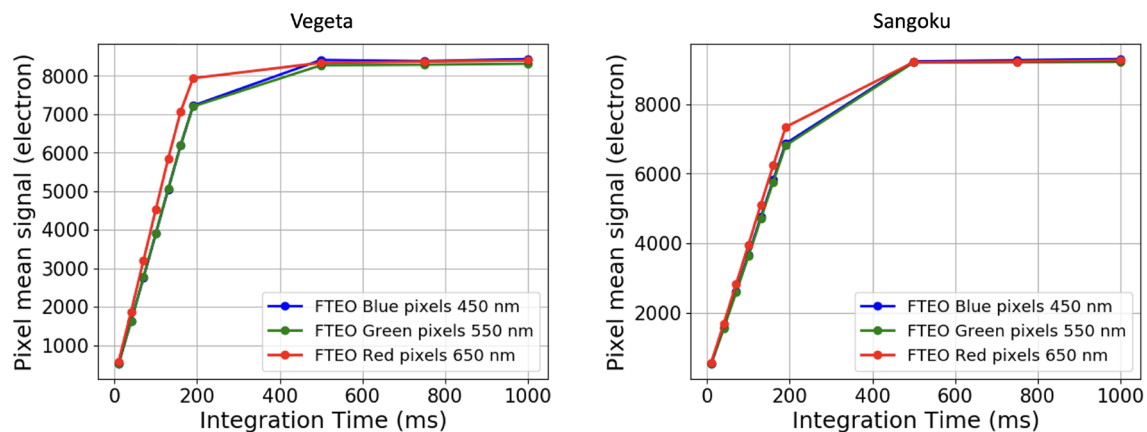 Vegeta
Pixel mean signal (electron)
8000
7000
6000
5000
4000
3000
2000
1000
FTEO Blue pixels 450 nm
FTEO Green pixels 550 nm
FTEO Red pixels 650 nm
0 200 400 600 800 1000
Integration Time (ms)
Sangoku
Pixel mean signal (electron)
8000
6000
4000
2000
FTEO Blue pixels 450 nm
FTEO Green pixels 550 nm
FTEO Red pixels 650 nm
0 200 400 600 800 1000
Integration Time (ms)